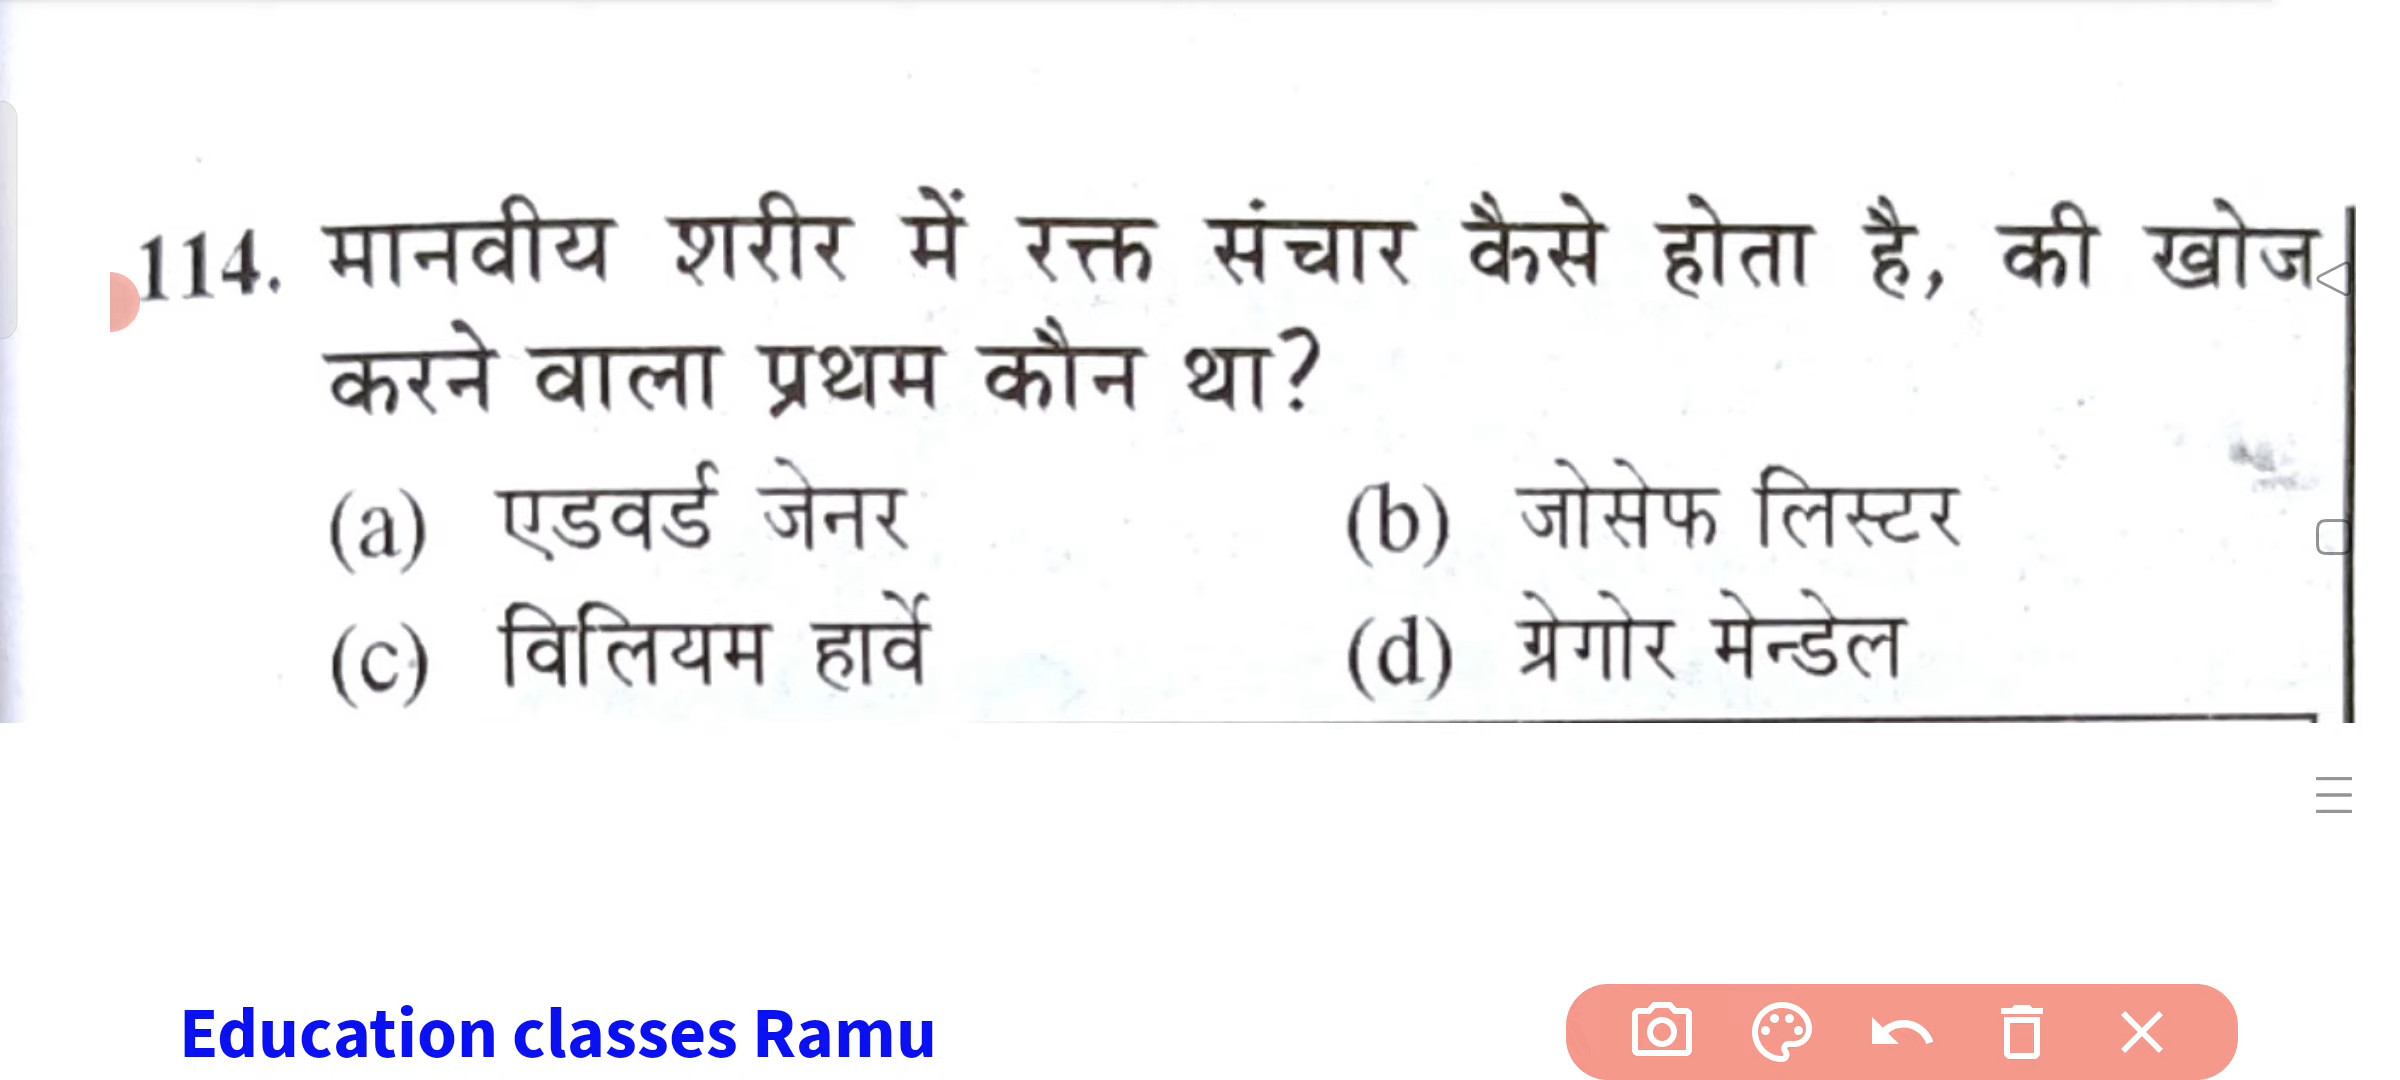 114. मानवीय शरीर में रक्त संचार कैसे होता है, की खोज
करने वाला प्रथम कौन था?
(a) एडवर्ड जेनर (b) जोसेफ लिस्टर
(c) विलियम हार्वे (d) ग्रेगोर मेन्डेल
Education classes Ramu